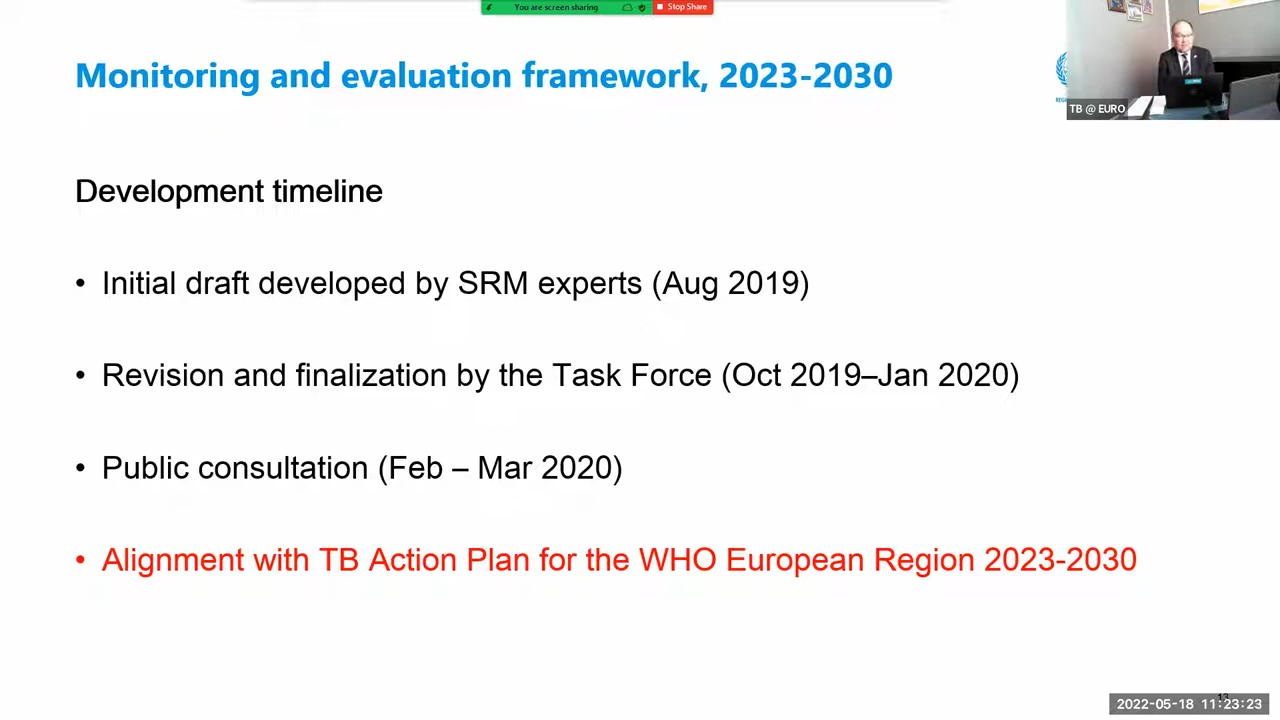 You are screen sharing
Stop Share
Monitoring and evaluation framework, 2023-2030
TB @ EURO
Development timeline
• Initial draft developed by SRM experts (Aug 2019)
• Revision and finalization by the Task Force (Oct 2019–Jan 2020)
• Public consultation (Feb – Mar 2020)
• Alignment with TB Action Plan for the WHO European Region 2023-2030
13
2022-05-18 11:23:23